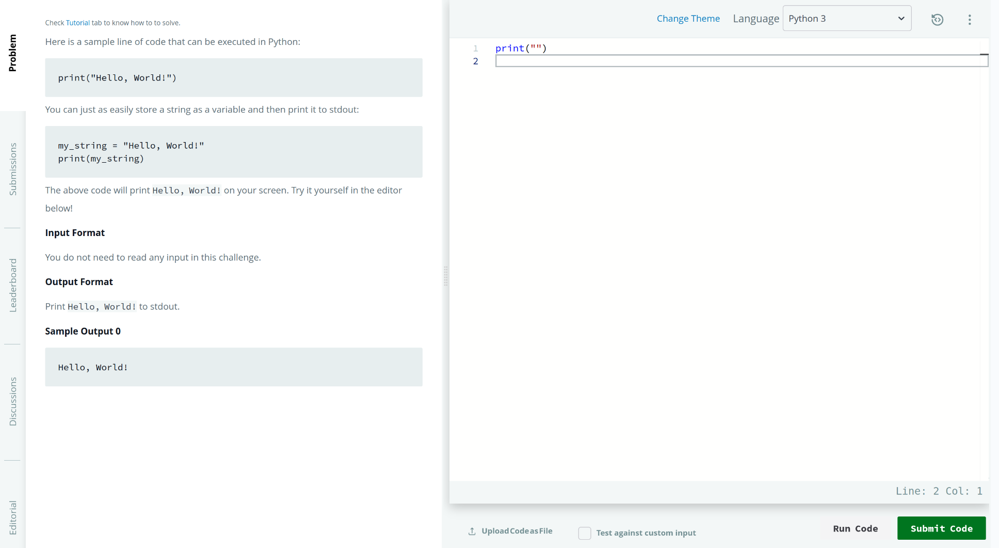 Problem
Submissions
Leaderboard
Discussions
Editorial
Check Tutorial tab to know how to to solve.
Here is a sample line of code that can be executed in Python:
print("Hello, World!")
You can just as easily store a string as a variable and then print it to stdout:
my_string = "Hello, World!"
print(my_string)
The above code will print Hello, World! on your screen. Try it yourself in the editor
below!
Input Format
You do not need to read any input in this challenge.
Output Format
Print Hello, World! to stdout.
Sample Output 0
Hello, World!
Change Theme Language Python 3
1 print("")
2
Line: 2 Col: 1
Upload Code as File Test against custom input Run Code Submit Code